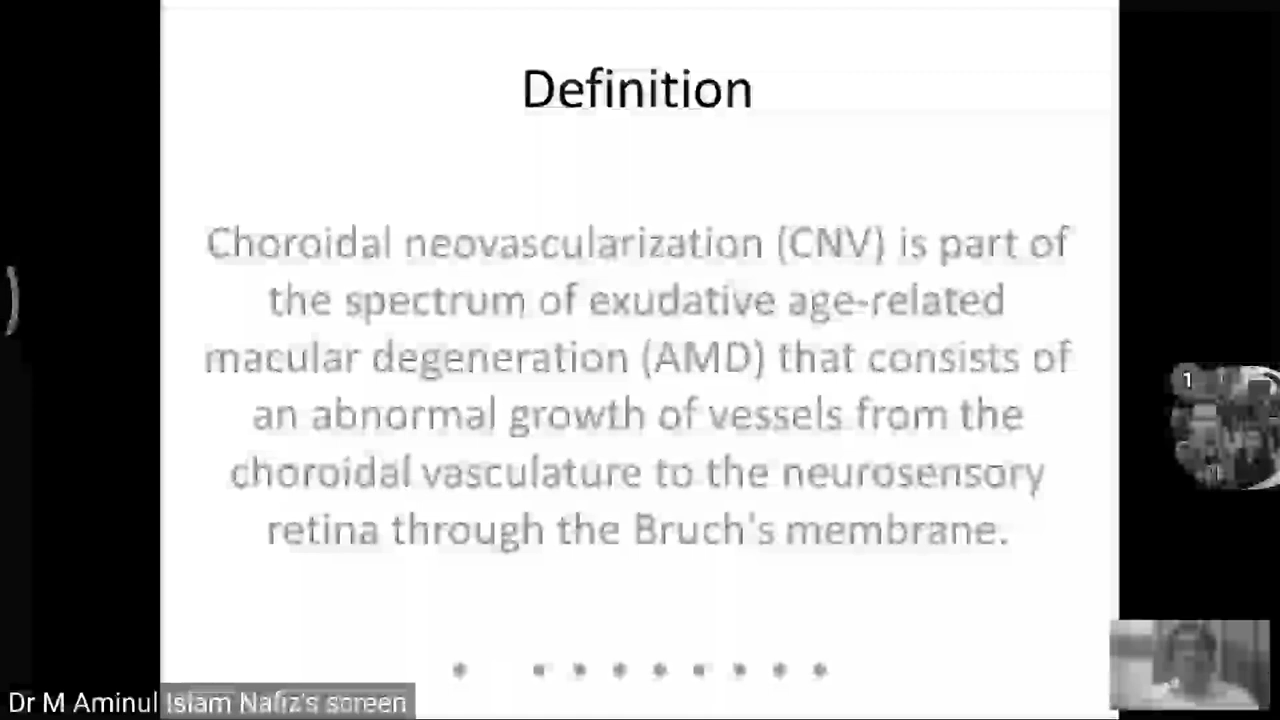 Definition
Choroidal neovascularization (CNV) is part of
the spectrum of exudative age-related
macular degeneration (AMD) that consists of
an abnormal growth of vessels from the
choroidal vasculature to the neurosensory
retina through the Bruch's membrane.
1
Dr M Aminul Islam Nafiz's screen